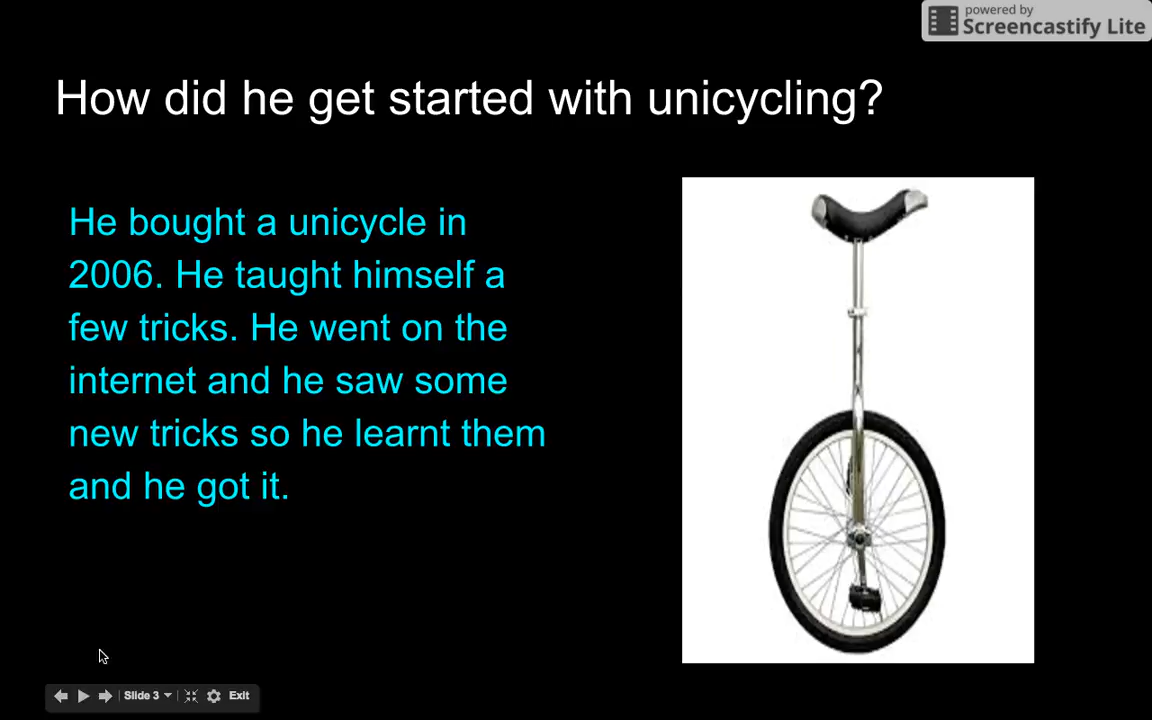 powered by
Screencastify Lite
How did he get started with unicycling?
He bought a unicycle in
2006. He taught himself a
few tricks. He went on the
internet and he saw some
new tricks so he learnt them
and he got it.
Slide 3
Exit